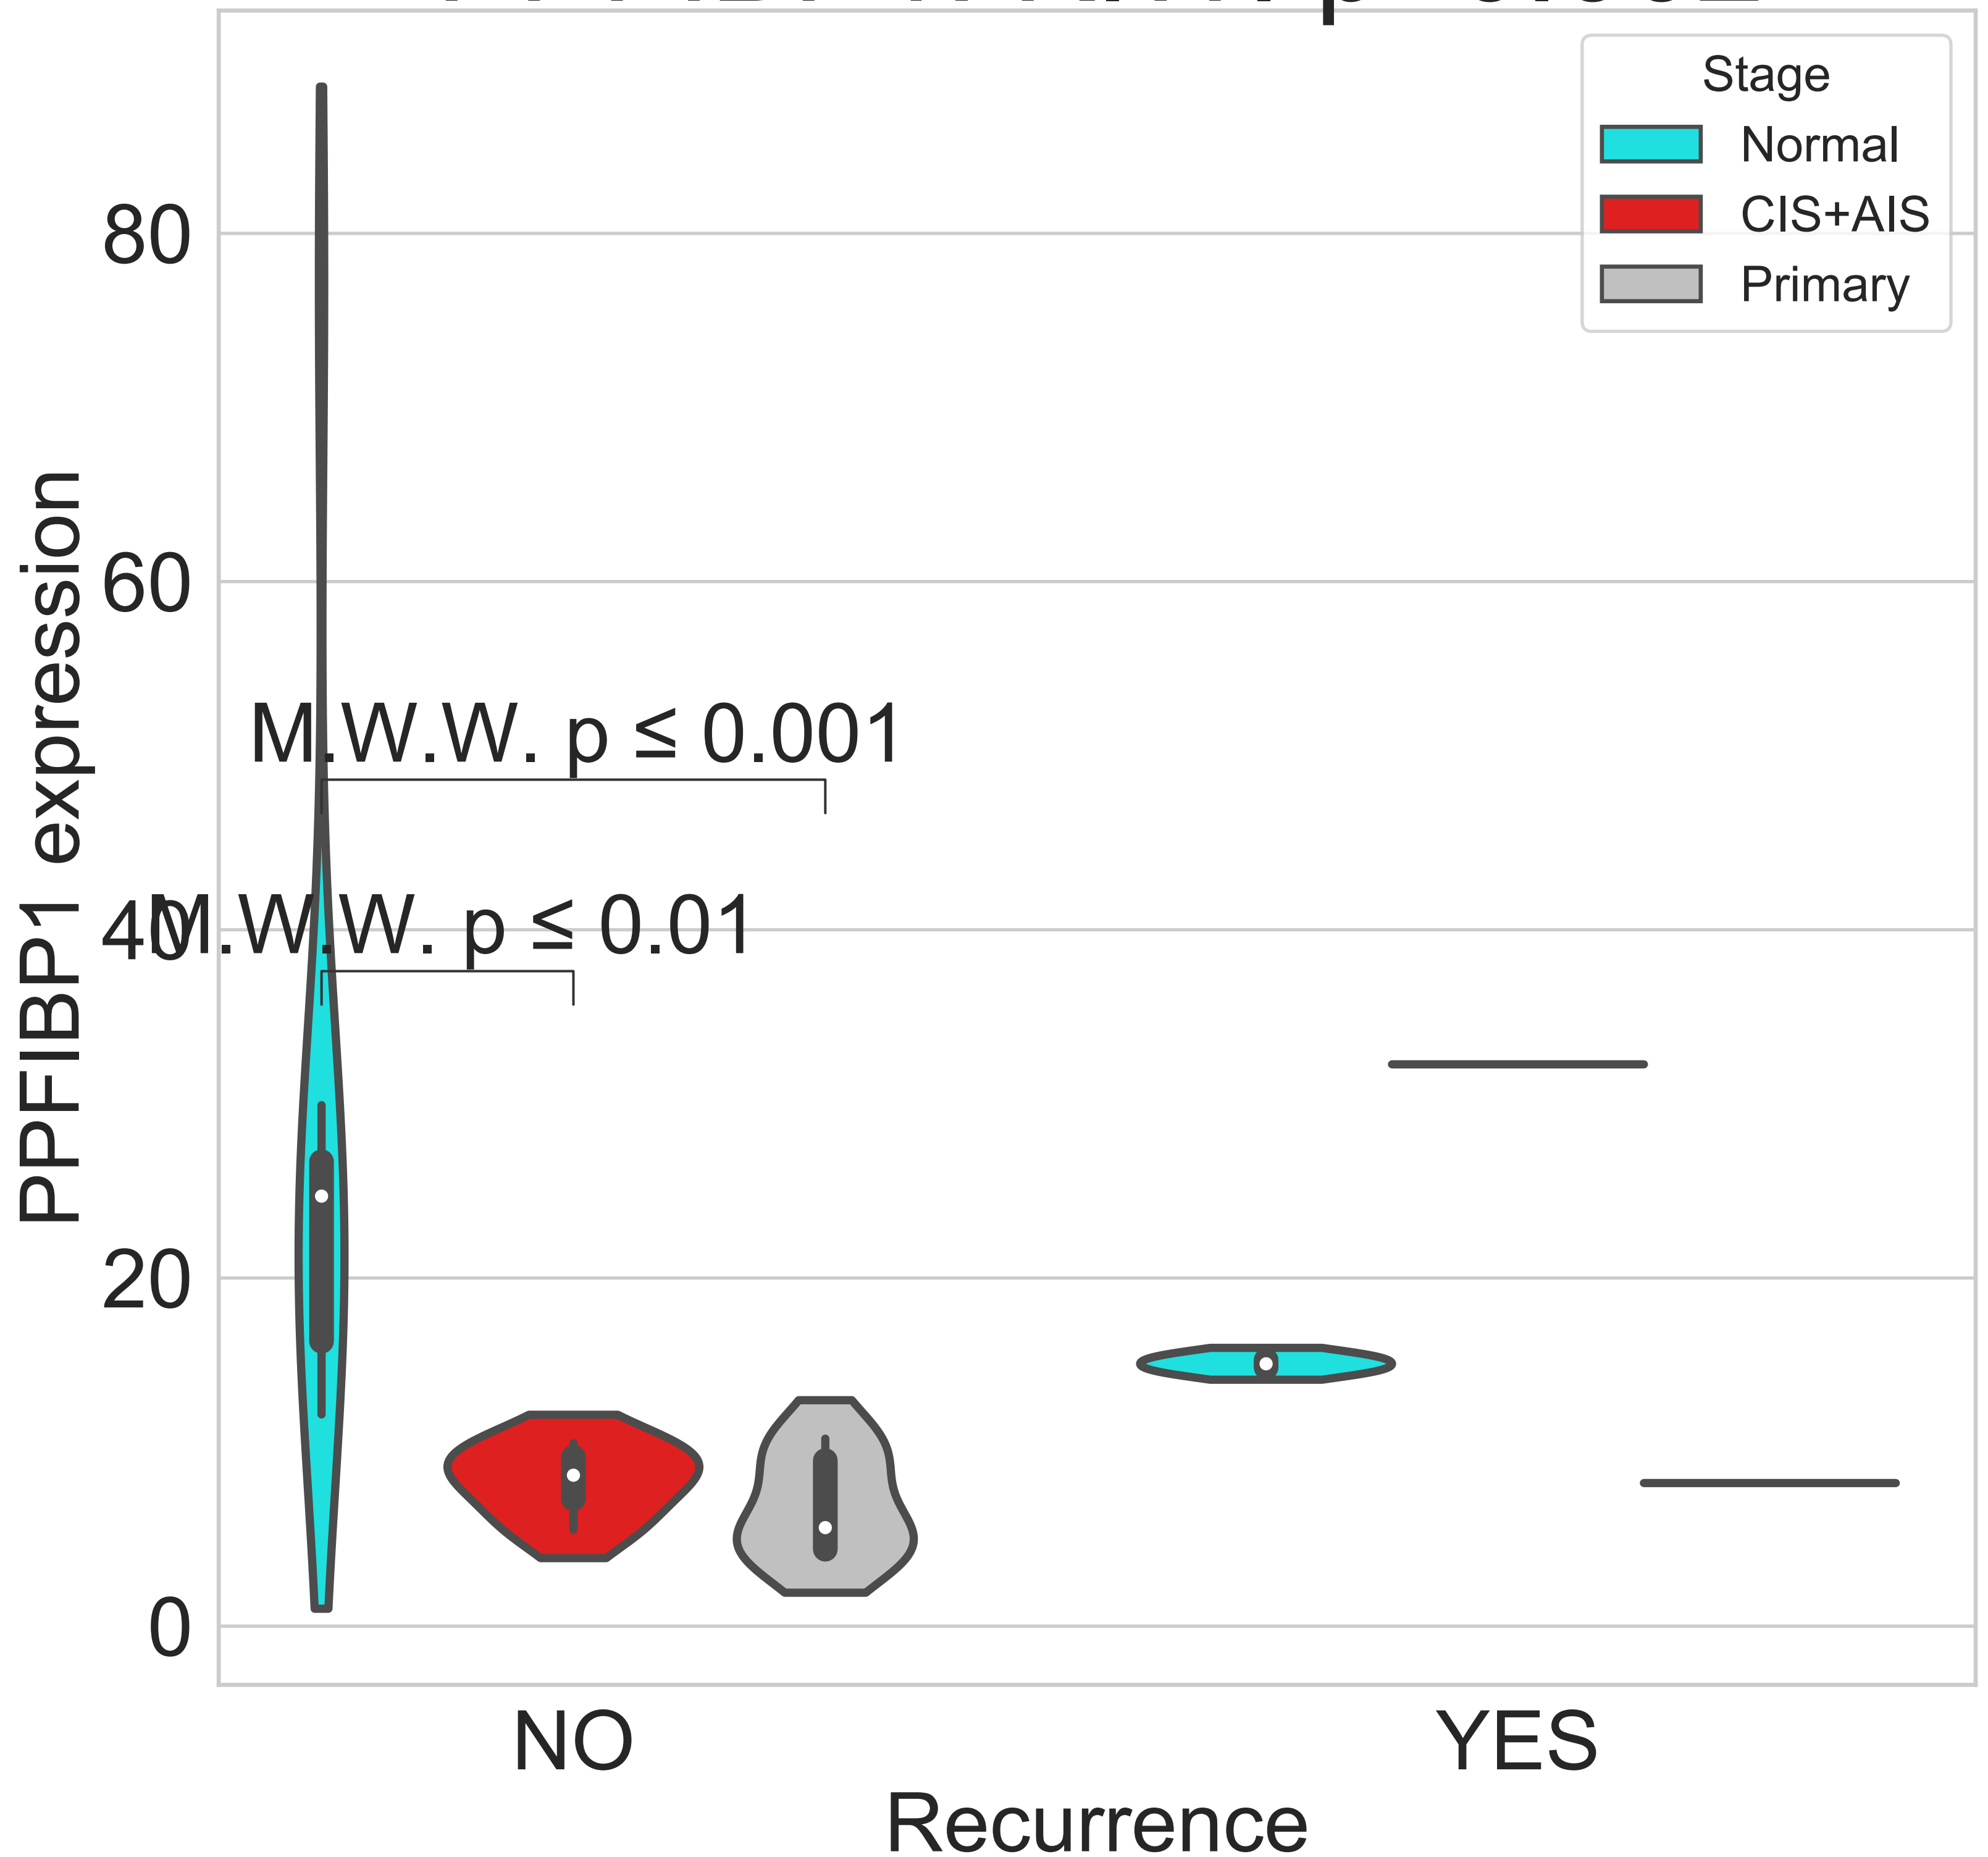 Stage
Normal
CIS+AIS
Primary
80
60
40
20
0
PPFIBP1 expression
M.W.W. p ≤ 0.001
M.W.W. p ≤ 0.01
NO
YES
Recurrence